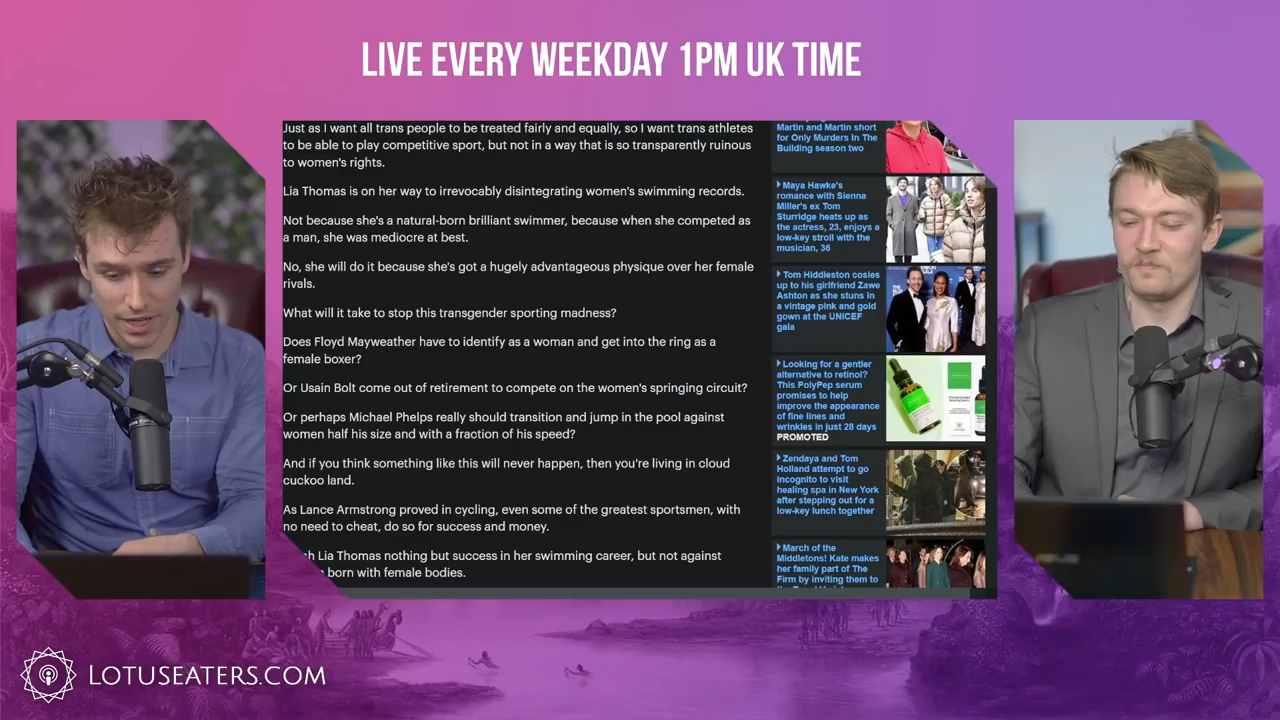 LIVE EVERY WEEKDAY 1PM UK TIME
Just as I want all trans people to be treated fairly and equally, so I want trans athletes
to be able to play competitive sport, but not in a way that is so transparently ruinous
to women's rights.
Lia Thomas is on her way to irrevocably disintegrating women's swimming records.
Not because she's a natural-born brilliant swimmer, because when she competed as
a man, she was mediocre at best.
No, she will do it because she's got a hugely advantageous physique over her female
rivals.
What will it take to stop this transgender sporting madness?
Does Floyd Mayweather have to identify as a woman and get into the ring as a
female boxer?
Or Usain Bolt come out of retirement to compete on the women's springing circuit?
Or perhaps Michael Phelps really should transition and jump in the pool against
women half his size and with a fraction of his speed?
And if you think something like this will never happen, then you're living in cloud
cuckoo land.
As Lance Armstrong proved in cycling, even some of the greatest sportsmen, with
no need to cheat, do so for success and money.
Lia Thomas nothing but success in her swimming career, but not against
born with female bodies.
Martin and Martin short
for Only Murders In The
Building season two
Maya Hawke's
romance with Sienna
Miller's ex Tom
Sturridge heats up as
the actress, 23, enjoys a
low-key stroll with the
musician, 36
Tom Hiddleston cosies
up to his girlfriend Zawe
Ashton as she stuns in
a vintage pink and gold
gown at the UNICEF
gala
Looking for a gentler
alternative to retinol?
This PolyPep serum
promises to help
improve the appearance
of fine lines and
wrinkles in just 28 days
PROMOTED
Zendaya and Tom
Holland attempt to go
incognito to visit
healing spa in New York
after stepping out for a
low-key lunch together
March of the
Middletons! Kate makes
her family part of The
Firm by inviting them to
LOTUSEATERS.COM